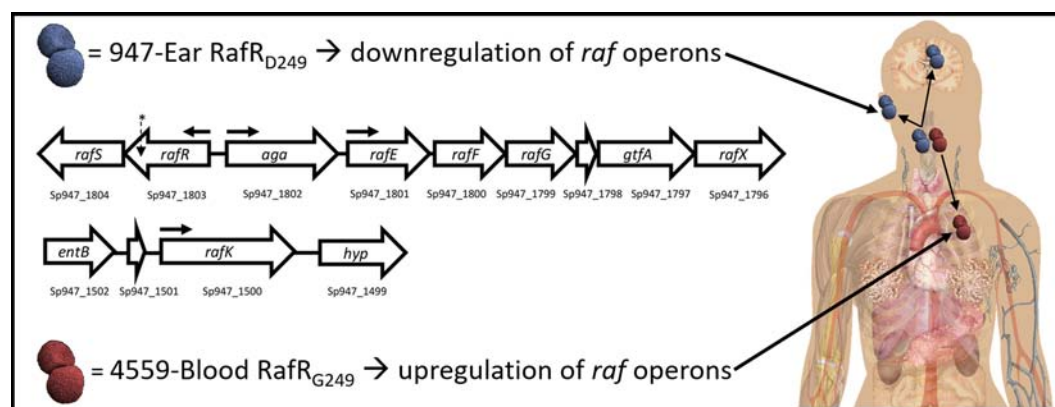 = 947-Ear RafR_D249 → downregulation of raf operons
*
rafS rafR aga rafE rafF rafG gtfA rafX
Sp947_1804 Sp947_1803 Sp947_1802 Sp947_1801 Sp947_1800 Sp947_1799 Sp947_1798 Sp947_1797 Sp947_1796
entB rafK hyp
Sp947_1502 Sp947_1501 Sp947_1500 Sp947_1499
= 4559-Blood RafR_G249 → upregulation of raf operons